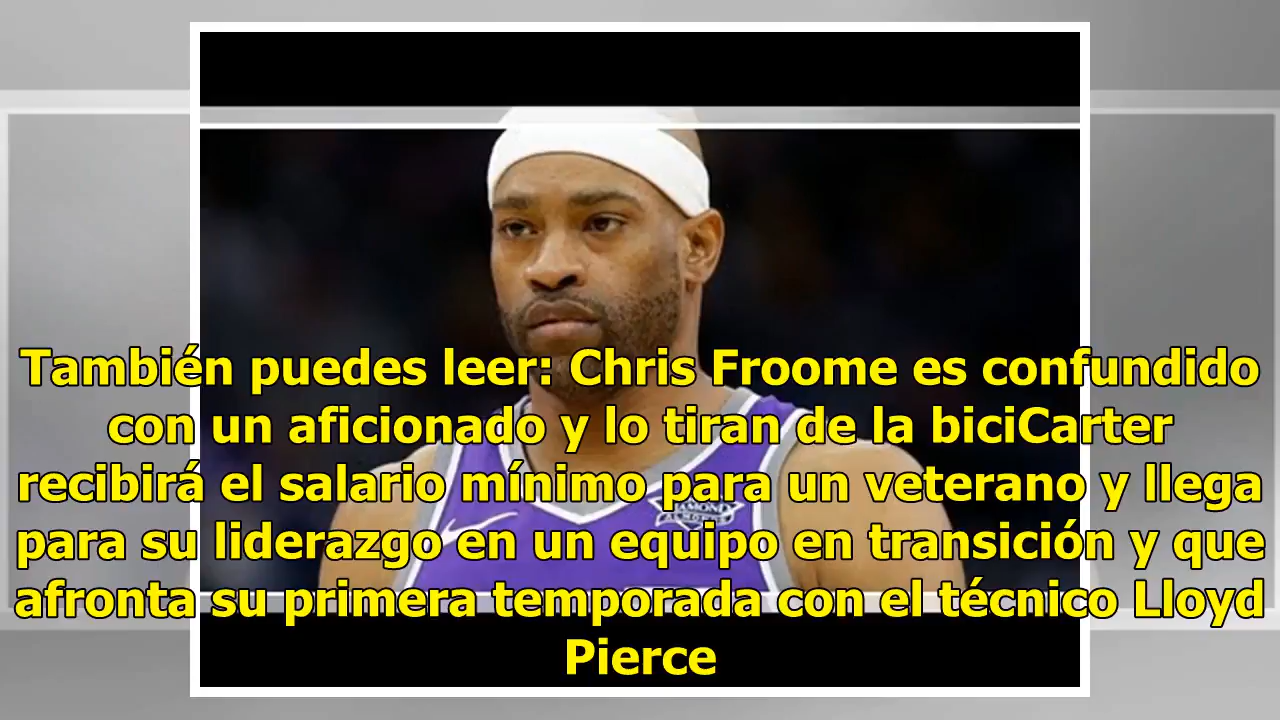 También puedes leer: Chris Froome es confundido
con un aficionado y lo tiran de la biciCarter
recibirá el salario mínimo para un veterano y llega
para su liderazgo en un equipo en transición y que
afronta su primera temporada con el técnico Lloyd
Pierce